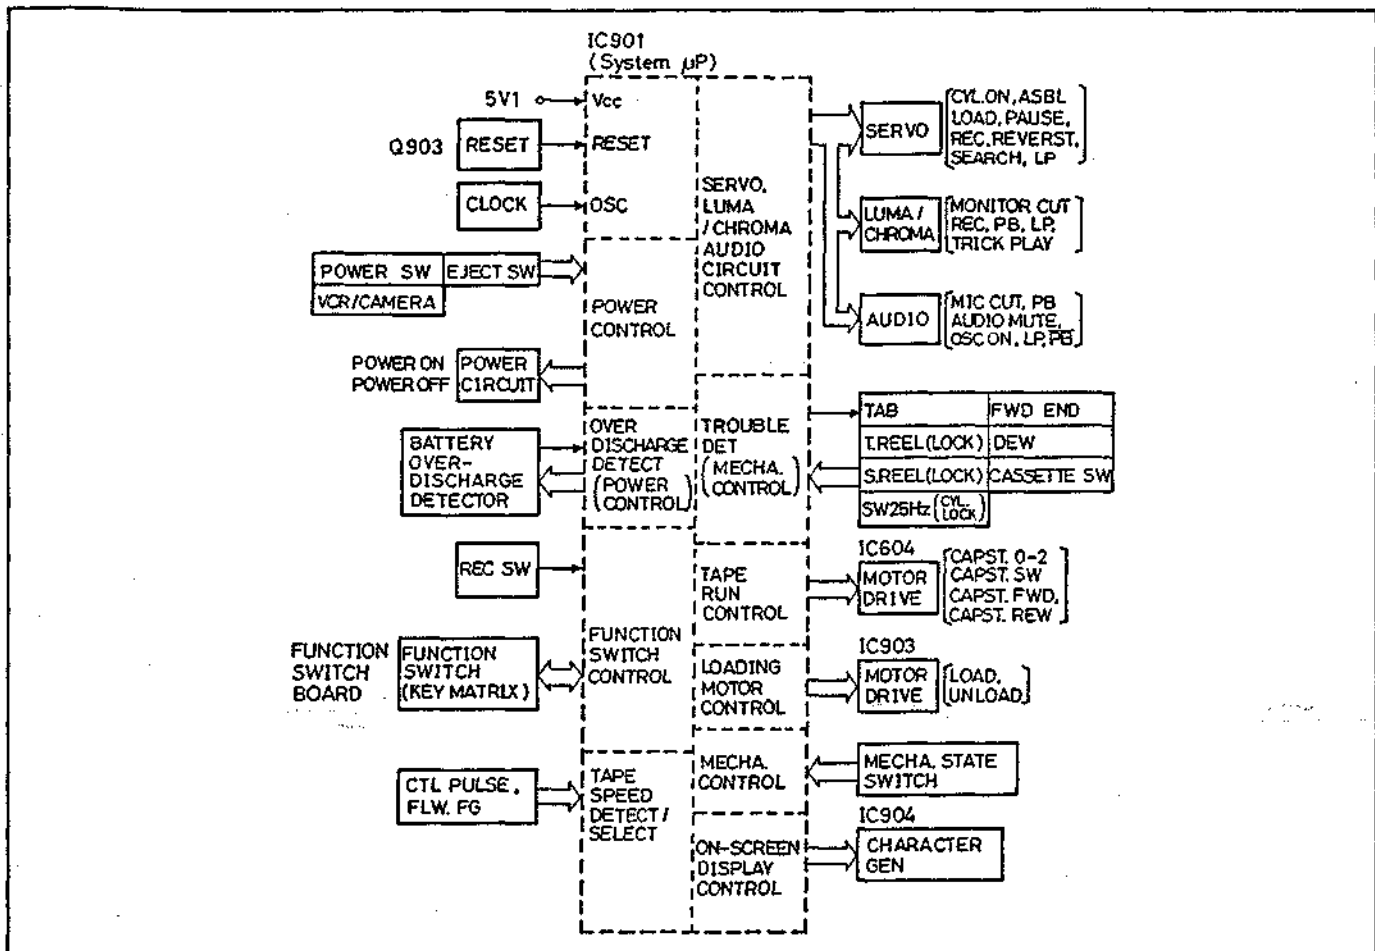 IC901
(System µP)
5V1
Vcc
Q903
RESET
RESET
CLOCK
OSC
POWER SW
EJECT SW
VCR/CAMERA
POWER
CONTROL
POWER ON
POWER OFF
POWER
CIRCUIT
BATTERY
OVER-
DISCHARGE
DETECTOR
OVER
DISCHARGE
DETECT
(POWER
CONTROL)
REC SW
FUNCTION
SWITCH
BOARD
FUNCTION
SWITCH
(KEY MATRIX)
FUNCTION
SWITCH
CONTROL
CTL PULSE,
FLW. FG
TAPE
SPEED
DETECT/
SELECT
SERVO,
LUMA
/CHROMA
AUDIO
CIRCUIT
CONTROL
SERVO
CYL.ON, ASBL
LOAD, PAUSE,
REC.REVERST,
SEARCH, LP
LUMA/
CHROMA
MONITOR CUT
REC, PB, LP,
TRICK PLAY
AUDIO
MIC CUT, PB
AUDIO MUTE,
OSC ON, LP, PB
TROUBLE
DET
(MECHA.
CONTROL)
TAB
FWD END
T.REEL(LOCK)
DEW
S.REEL(LOCK)
CASSETTE SW
SW25Hz (CYL.
LOCK)
TAPE
RUN
CONTROL
IC604
MOTOR
DRIVE
CAPST. 0-2
CAPST. SW
CAPST. FWD,
CAPST. REW
LOADING
MOTOR
CONTROL
IC903
MOTOR
DRIVE
LOAD,
UNLOAD
MECHA.
CONTROL
MECHA. STATE
SWITCH
ON-SCREEN
DISPLAY
CONTROL
IC904
CHARACTER
GEN